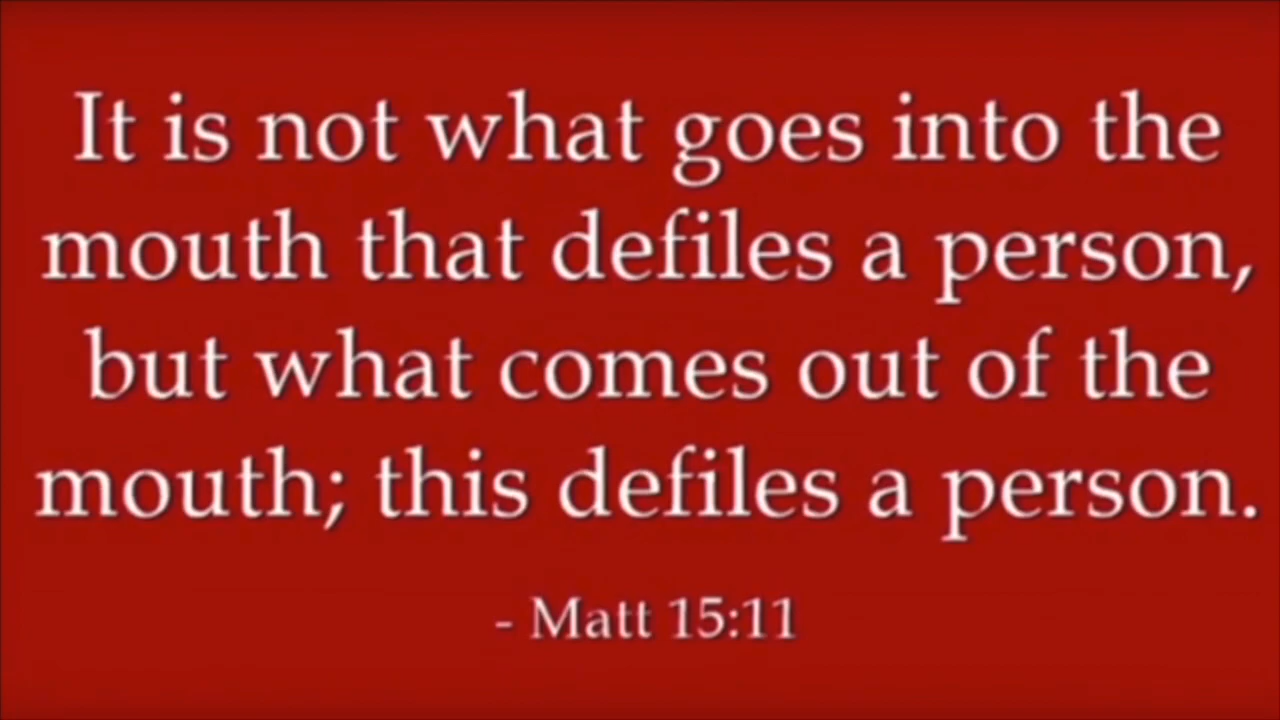 It is not what goes into the
mouth that defiles a person,
but what comes out of the
mouth; this defiles a person.
- Matt 15:11